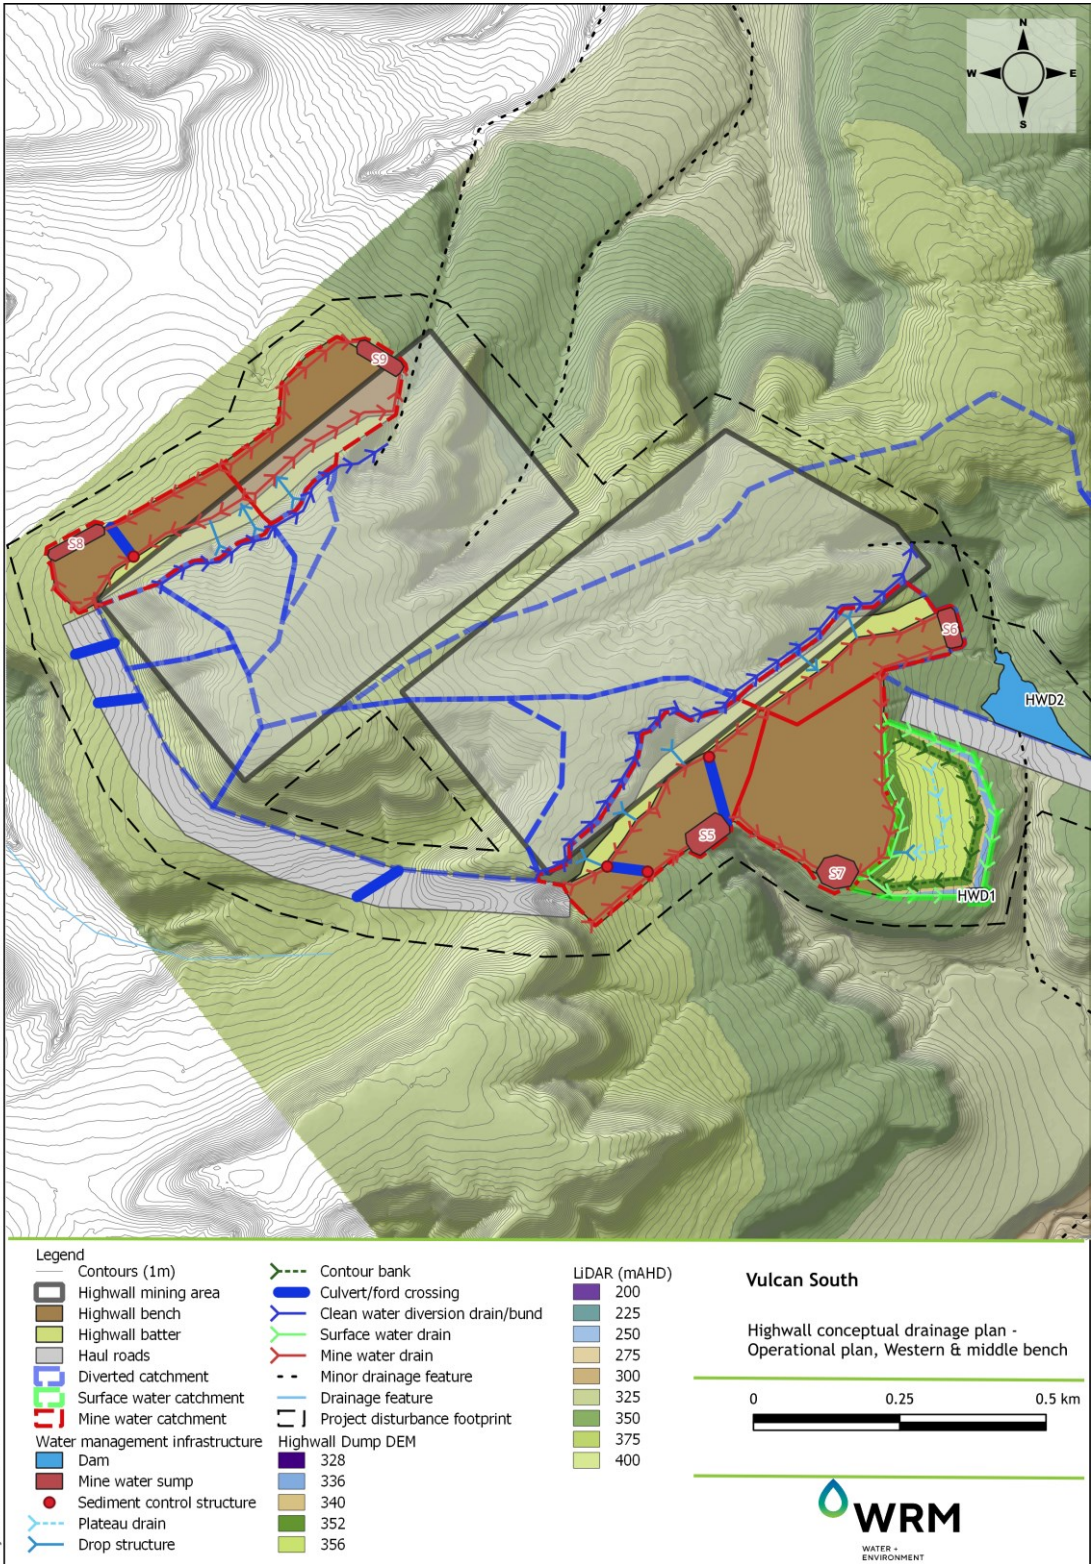 N
W
E
S
S9
S8
S6
HWD2
S5
S7
HWD1
Legend
Contours (1m)
Highwall mining area
Highwall bench
Highwall batter
Haul roads
Diverted catchment
Surface water catchment
Mine water catchment
Water management infrastructure
Dam
Mine water sump
Sediment control structure
Plateau drain
Drop structure
Contour bank
Culvert/ford crossing
Clean water diversion drain/bund
Surface water drain
Mine water drain
Minor drainage feature
Drainage feature
Project disturbance footprint
Highwall Dump DEM
328
336
340
352
356
LiDAR (mAHD)
200
225
250
275
300
325
350
375
400
Vulcan South
Highwall conceptual drainage plan -
Operational plan, Western & middle bench
0 0.25 0.5 km
WRM
WATER +
ENVIRONMENT